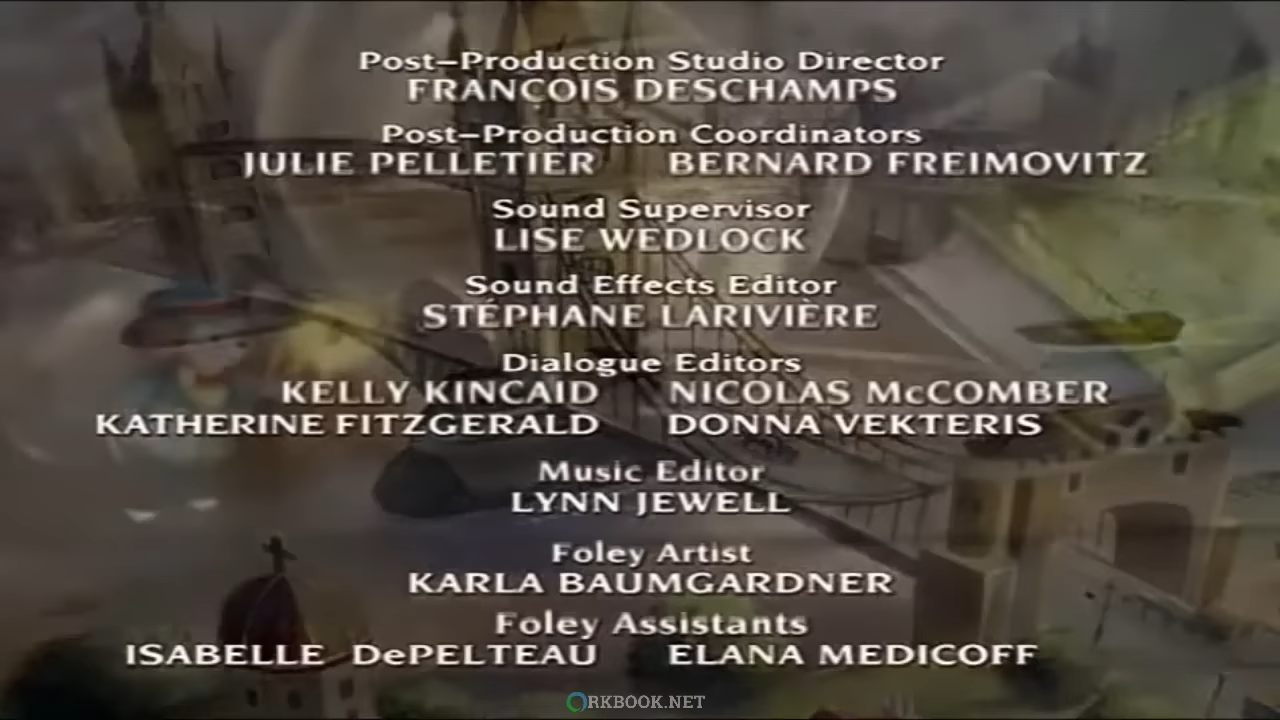 Post-Production Studio Director
FRANÇOIS DESCHAMPS
Post-Production Coordinators
JULIE PELLETIER BERNARD FREIMOVITZ
Sound Supervisor
LISE WEDLOCK
Sound Effects Editor
STÉPHANE LARIVIÈRE
Dialogue Editors
KELLY KINCAID NICOLAS McCOMBER
KATHERINE FITZGERALD DONNA VEKTERIS
Music Editor
LYNN JEWELL
Foley Artist
KARLA BAUMGARDNER
Foley Assistants
ISABELLE DePELTEAU ELANA MEDICOFF
ORKBOOK.NET